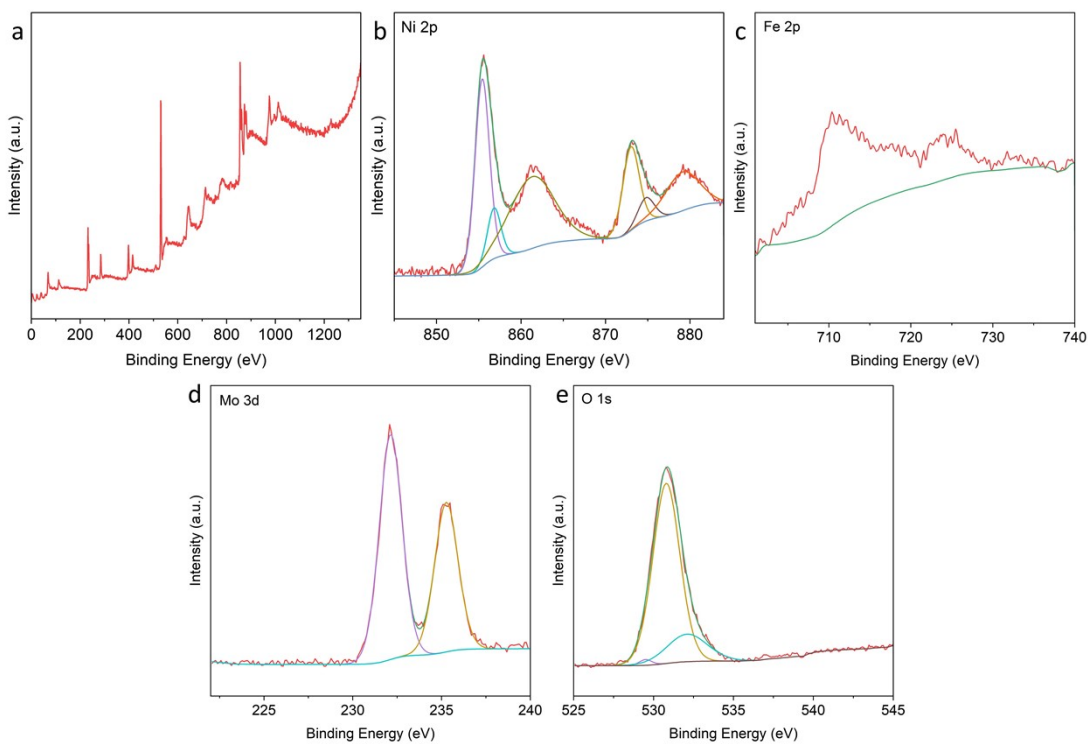 a
Intensity (a.u.)
0 200 400 600 800 1000 1200
Binding Energy (eV)
b
Ni 2p
Intensity (a.u.)
850 860 870 880
Binding Energy (eV)
c
Fe 2p
Intensity (a.u.)
710 720 730 740
Binding Energy (eV)
d
Mo 3d
Intensity (a.u.)
225 230 235 240
Binding Energy (eV)
e
O 1s
Intensity (a.u.)
525 530 535 540 545
Binding Energy (eV)